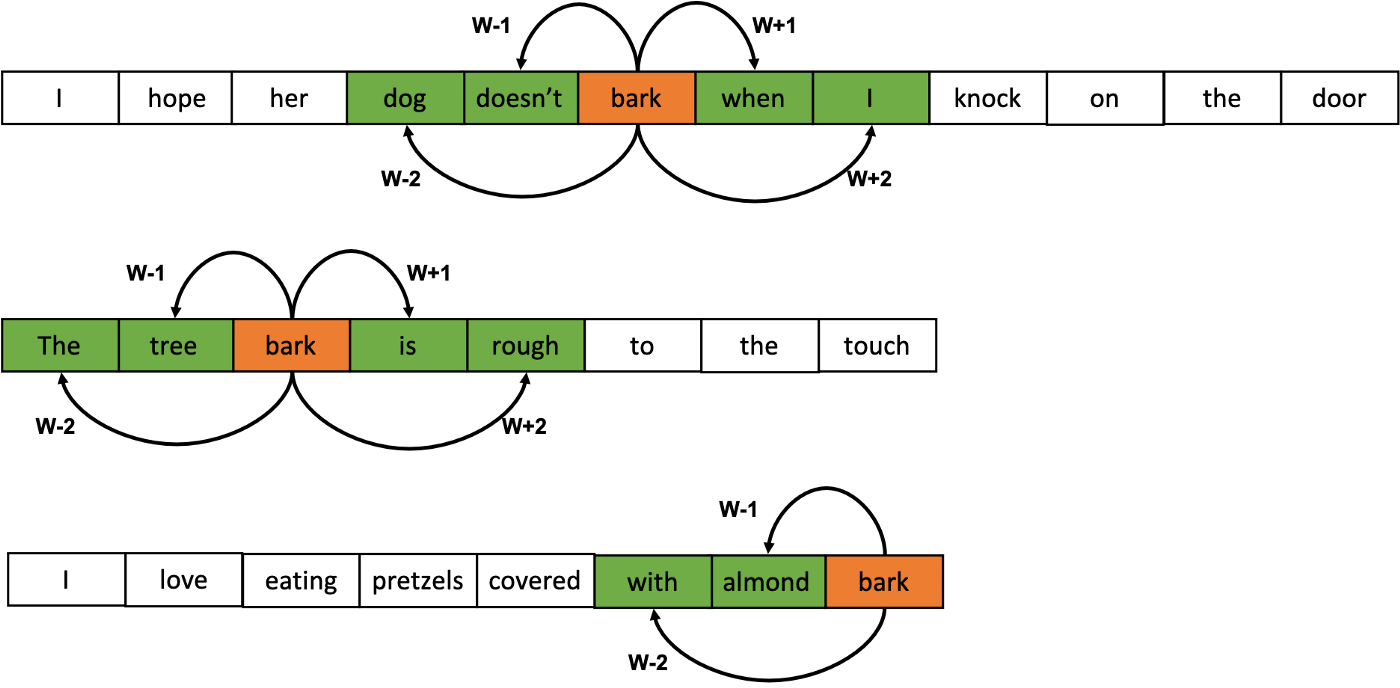 W-1 W+1
I hope her dog doesn’t bark when I knock on the door
W-2 W+2
W-1 W+1
The tree bark is rough to the touch
W-2 W+2
W-1
I love eating pretzels covered with almond bark
W-2